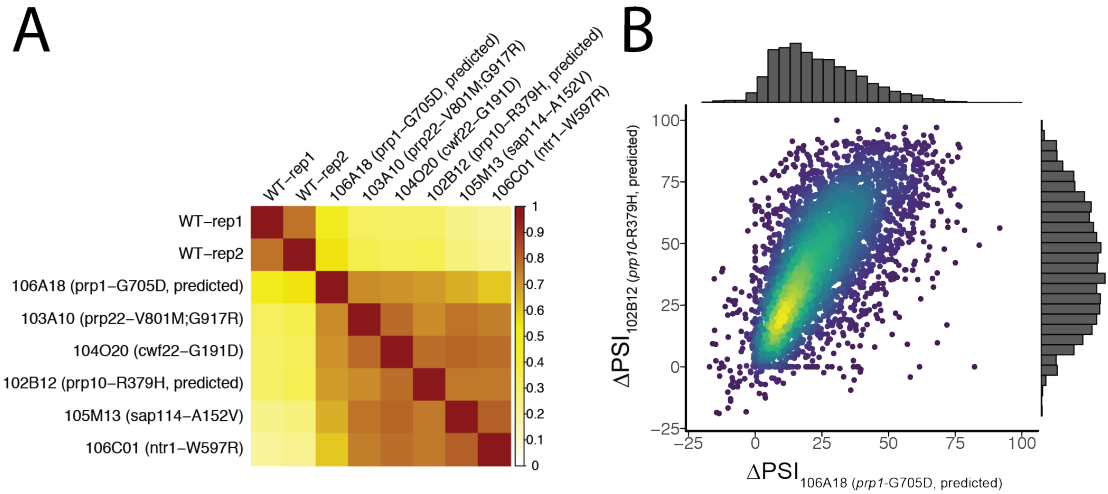 A
WT−rep1
WT−rep2
106A18 (prp1−G705D, predicted)
103A10 (prp22−V801M;G917R)
104O20 (cwf22−G191D)
102B12 (prp10−R379H, predicted)
105M13 (sap114−A152V)
106C01 (ntr1−W597R)
WT−rep1
WT−rep2
106A18 (prp1−G705D, predicted)
103A10 (prp22−V801M;G917R)
104O20 (cwf22−G191D)
102B12 (prp10−R379H, predicted)
105M13 (sap114−A152V)
106C01 (ntr1−W597R)
1
0.9
0.8
0.7
0.6
0.5
0.4
0.3
0.2
0.1
0
B
ΔPSI102B12 (prp10-R379H, predicted)
100
75
50
25
0
−25
−25
0
25
50
75
100
ΔPSI106A18 (prp1-G705D, predicted)